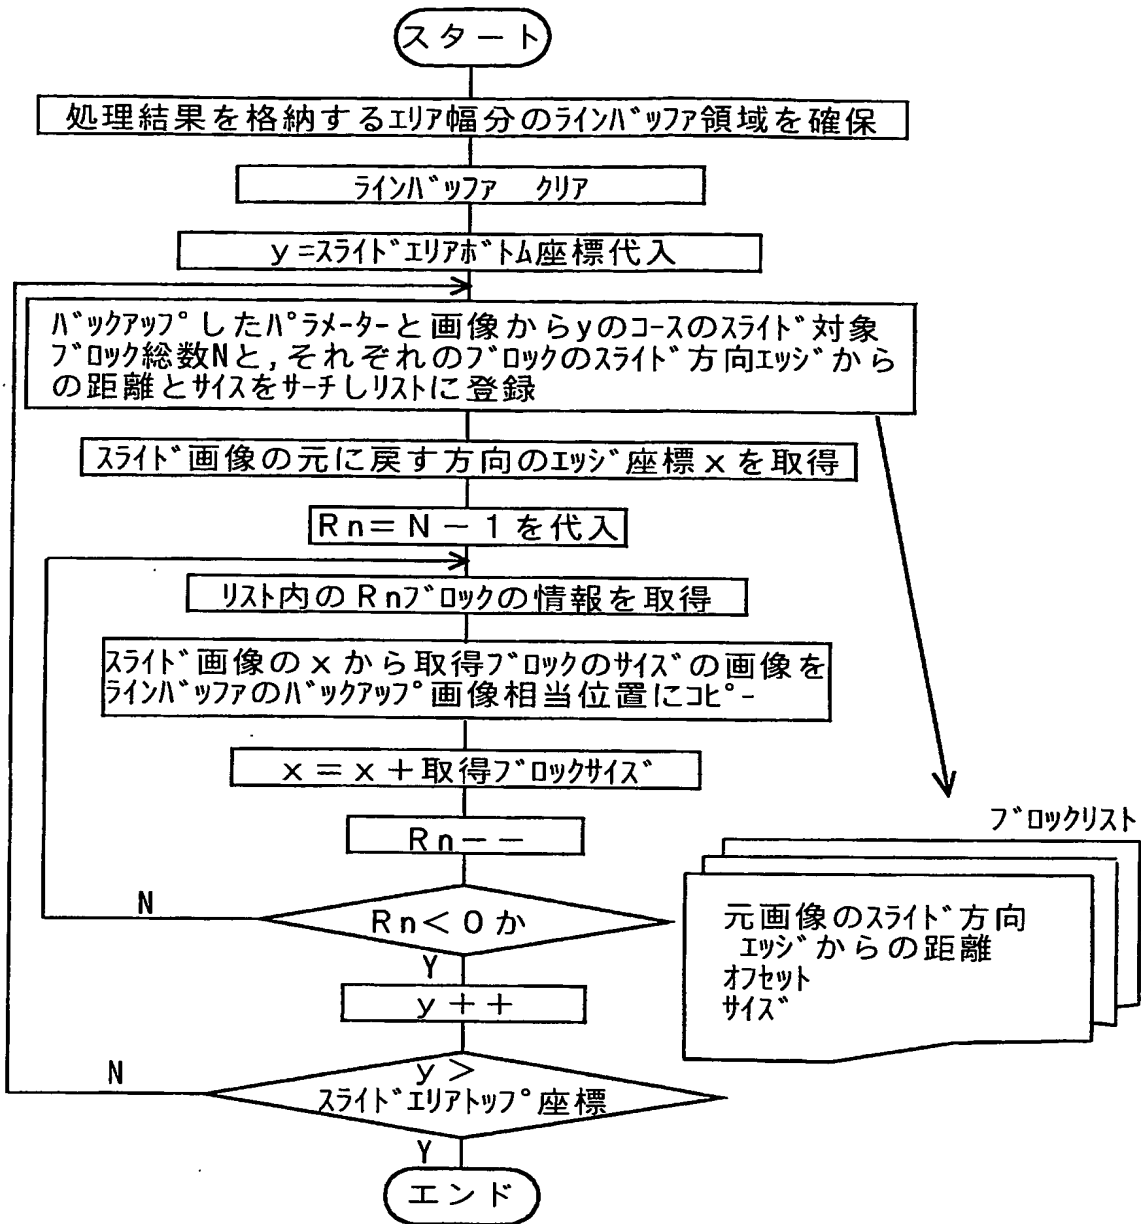 スタート
処理結果を格納するエリア幅分のラインバッファ領域を確保
ラインバッファ クリア
y=スライドエリアボトム座標代入
バックアップしたパラメーターと画像からyのコースのスライド対象
ブロック総数Nと,それぞれのブロックのスライド方向エッジから
の距離とサイズをサーチしリストに登録
スライド画像の元に戻す方向のエッジ座標xを取得
Rn=N-1を代入
リスト内のRnブロックの情報を取得
スライド画像のxから取得ブロックのサイズの画像を
ラインバッファのバックアップ画像相当位置にコピー
x=x+取得ブロックサイズ
Rn--
ブロックリスト
N
Rn<0か
元画像のスライド方向
エッジからの距離
オフセット
サイズ
Y
y++
N
y>
スライドエリアトップ座標
Y
エンド